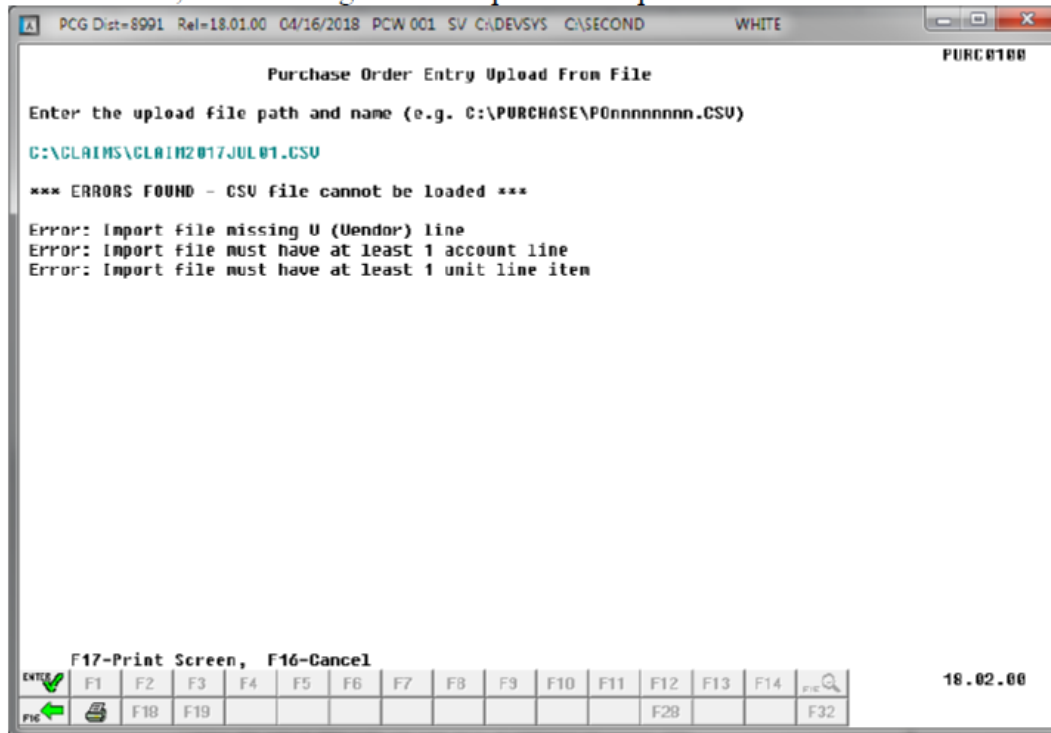 PCG Dist=8991 Rel=18.01.00 04/16/2018 PCW 001 SV C:\DEVSYS C:\SECOND WHITE
PURC0100
Purchase Order Entry Upload From File
Enter the upload file path and name (e.g. C:\PURCHASE\POnnnnnnnn.CSV)
C:\CLAIMS\CLAIM2017JUL01.CSV
*** ERRORS FOUND - CSV file cannot be loaded ***
Error: Import file missing V (Vendor) line
Error: Import file must have at least 1 account line
Error: Import file must have at least 1 unit line item
F17-Print Screen, F16-Cancel
ENTER F1 F2 F3 F4 F5 F6 F7 F8 F9 F10 F11 F12 F13 F14
18.02.00
F16 F18 F19 F28 F32